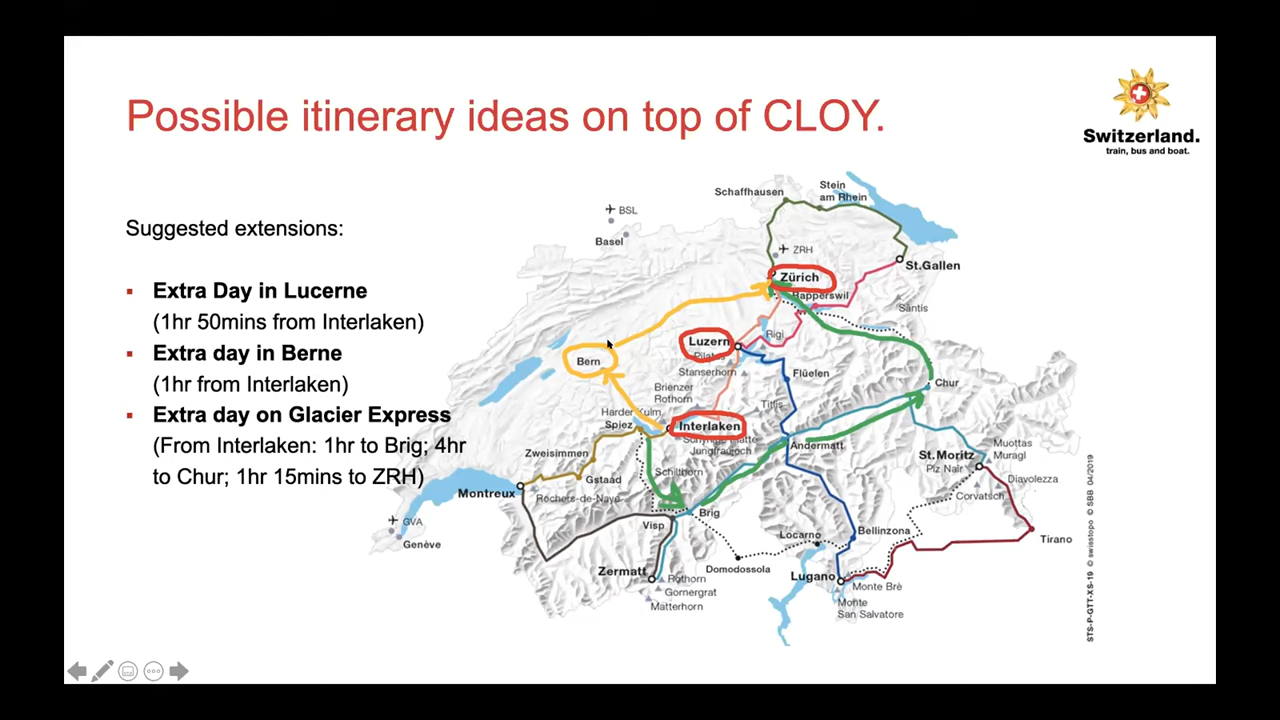 Possible itinerary ideas on top of CLOY.
Switzerland.
train, bus and boat.
Suggested extensions:
▪ Extra Day in Lucerne
(1hr 50mins from Interlaken)
▪ Extra day in Berne
(1hr from Interlaken)
▪ Extra day on Glacier Express
(From Interlaken: 1hr to Brig; 4hr
to Chur; 1hr 15mins to ZRH)
Schaffhausen
Stein
am Rhein
BSL
Basel
ZRH
St.Gallen
Zürich
Rapperswil
Säntis
Luzern
Rigi
Bern
Stanserhorn
Flüelen
Chur
Brienzer
Rothorn
Titlis
Harder Kulm
Spiez
Interlaken
Jungfraujoch
Andermatt
Zweisimmen
Schilthorn
Gstaad
St.Moritz
Piz Nair
Muottas
Muragl
Diavolezza
Corvatsch
Montreux
Rochers-de-Naye
Brig
Visp
GVA
Genève
Locarno
Bellinzona
Tirano
Domodossola
Zermatt
Rothorn
Gornergrat
Matterhorn
Lugano
Monte Brè
Monte
San Salvatore
STS-P-GTT-XS-19 © swisstopo © SBB 04/2019